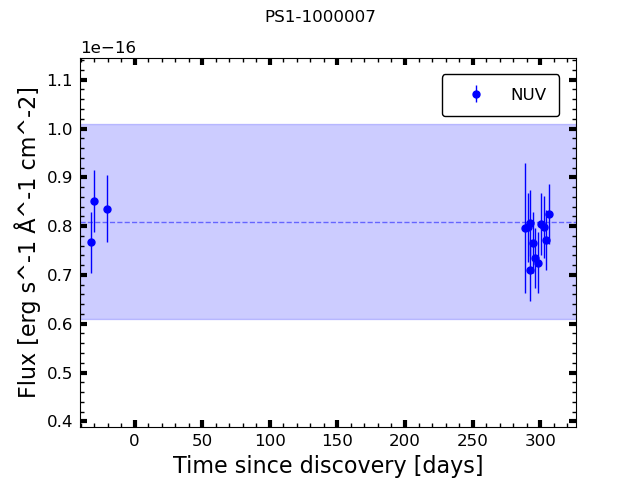 PS1-1000007
1e−16
NUV
1.1
1.0
0.9
0.8
0.7
0.6
0.5
0.4
Flux [erg s^-1 Å^-1 cm^-2]
0 50 100 150 200 250 300
Time since discovery [days]